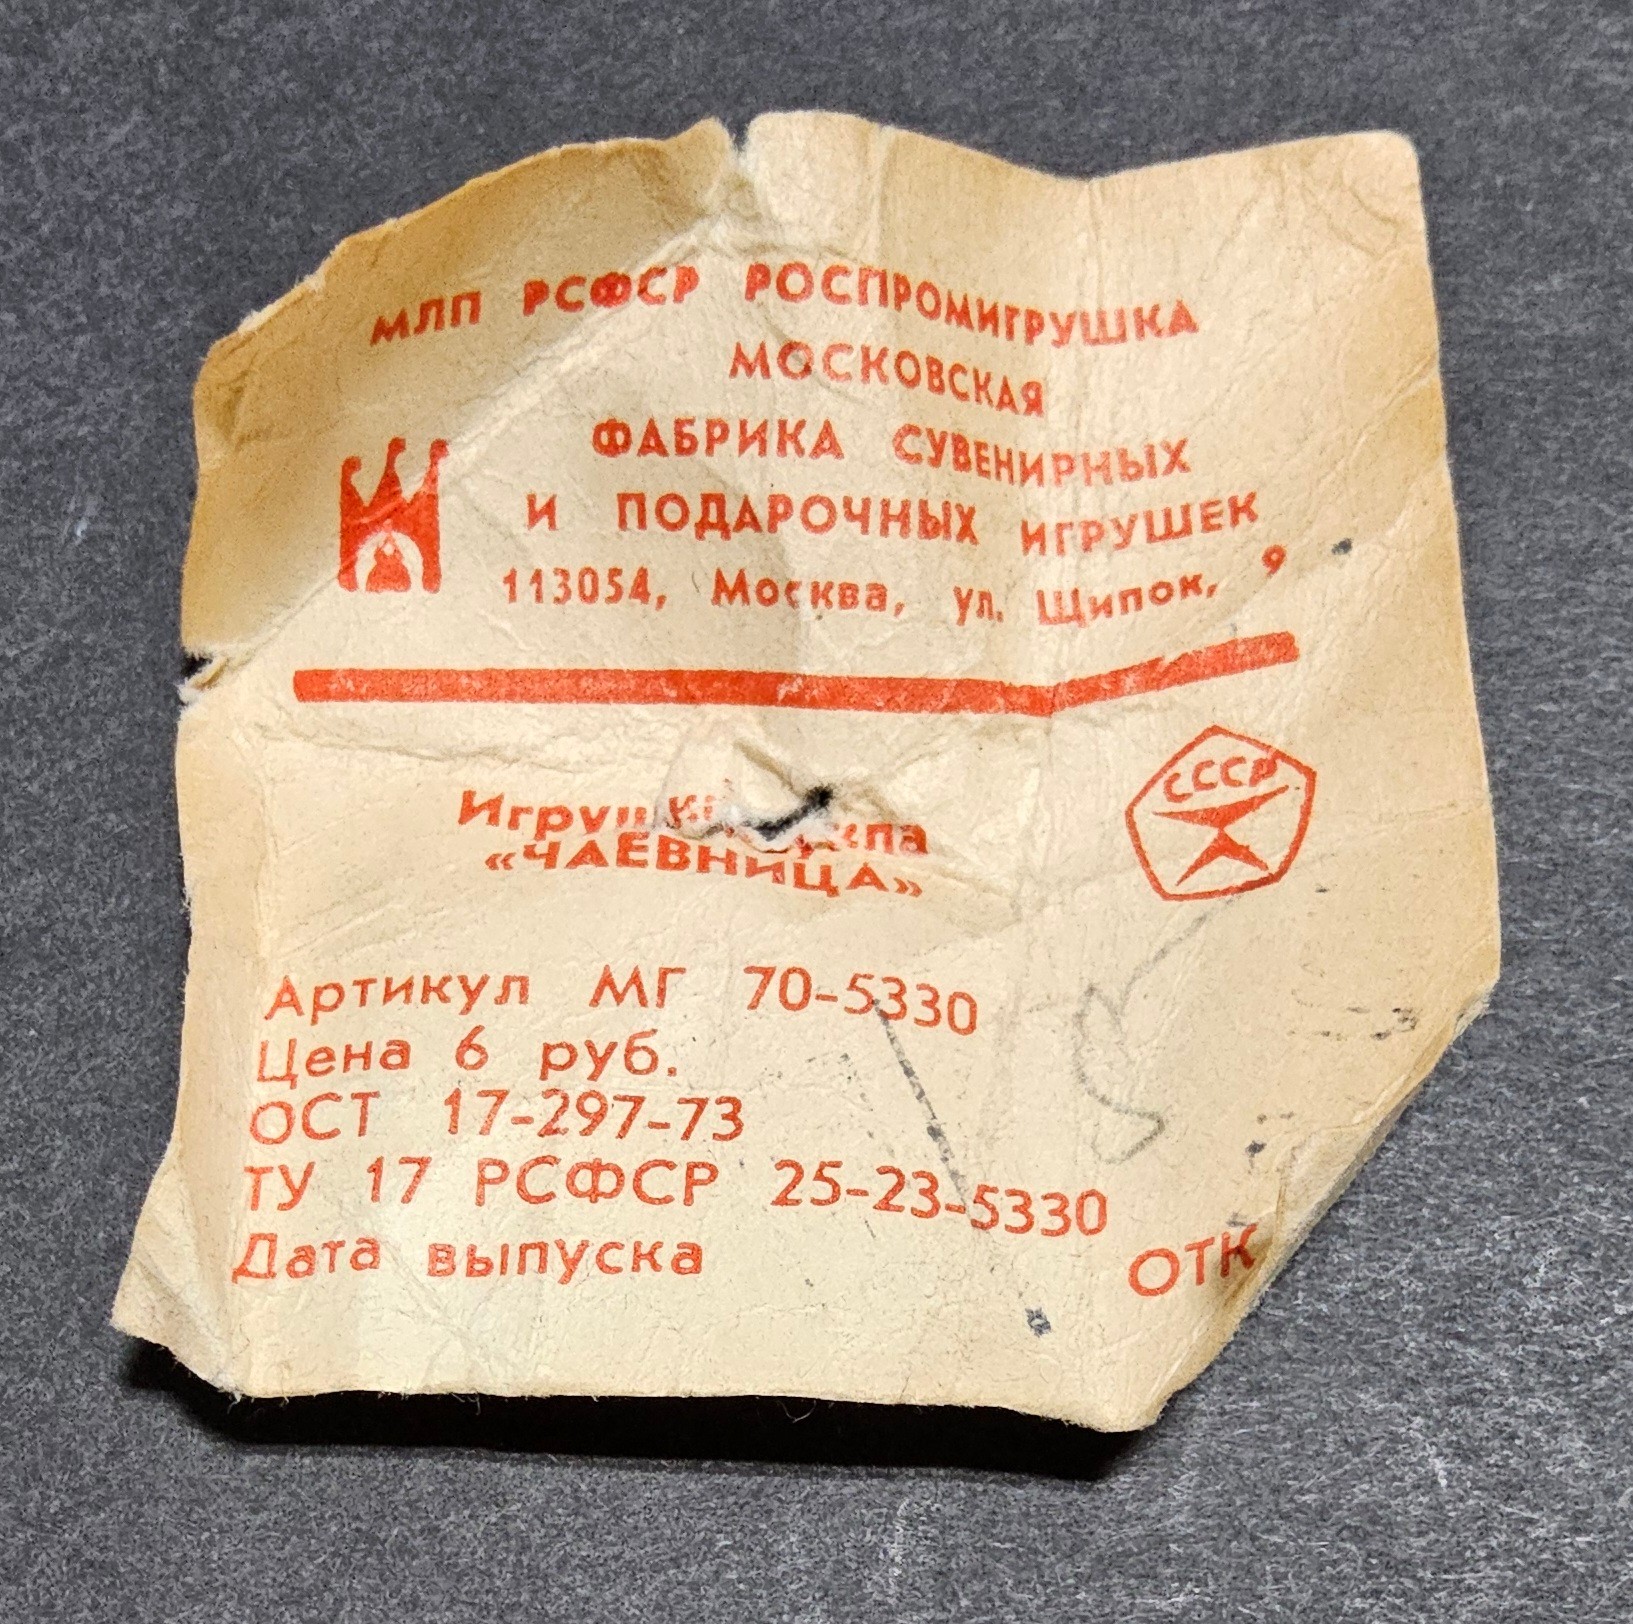 МЛП РСФСР РОСПРОМИГРУШКА
МОСКОВСКАЯ
ФАБРИКА СУВЕНИРНЫХ
И ПОДАРОЧНЫХ ИГРУШЕК
113054, Москва, ул. Щипок, 9
СССР
«ЧАЕВНИЦА»
Артикул МГ 70-5330
Цена 6 руб.
ОСТ 17-297-73
ТУ 17 РСФСР 25-23-5330
Дата выпуска
ОТК